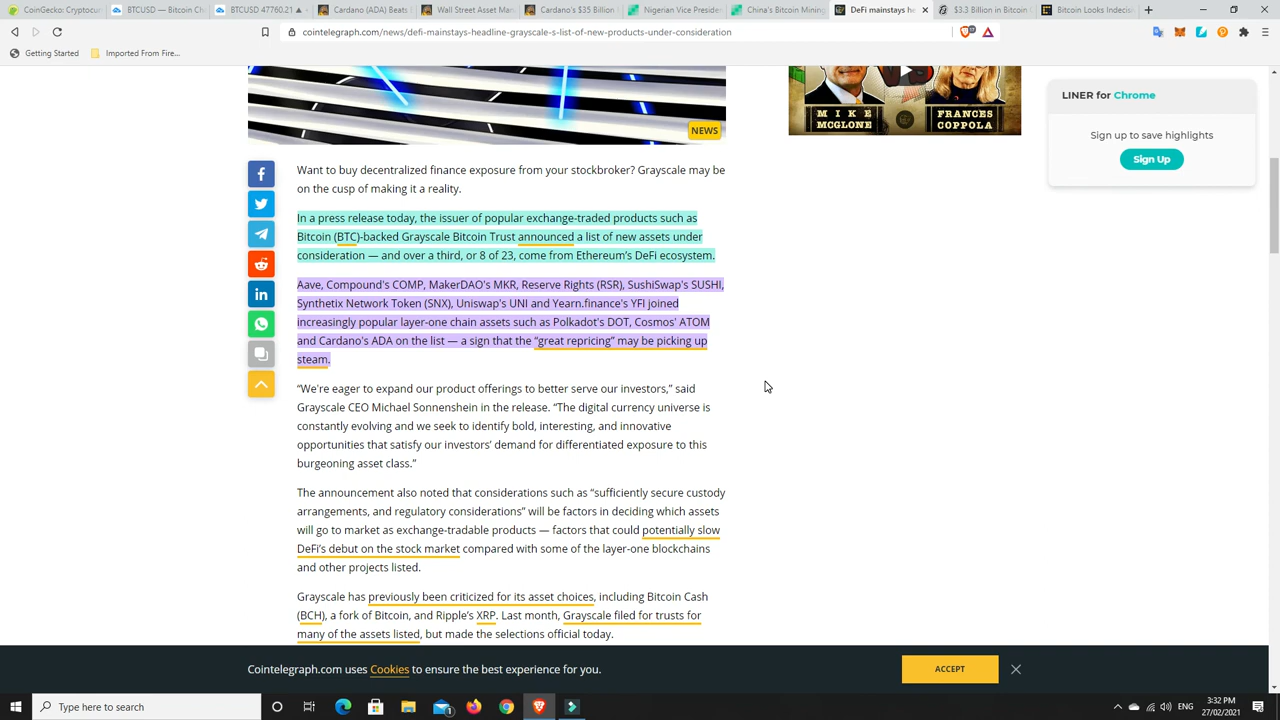 CoinGecko: Cryptocur
BTCUSD — Bitcoin Ch
BTCUSD 47760.21 ▲
Cardano (ADA) Beats
Wall Street Asset Man
Cardano's $35 Billion
Nigerian Vice Presiden
China's Bitcoin Mining
DeFi mainstays he
$3.3 Billion in Bitcoin
Bitcoin Looks Indecis
cointelegraph.com/news/defi-mainstays-headline-grayscale-s-list-of-new-products-under-consideration
Getting Started
Imported From Fire...
NEWS
MIKE MCGLONE
FRANCES COPPOLA
LINER for Chrome
Sign up to save highlights
Sign Up
Want to buy decentralized finance exposure from your stockbroker? Grayscale may be
on the cusp of making it a reality.
In a press release today, the issuer of popular exchange-traded products such as
Bitcoin (BTC)-backed Grayscale Bitcoin Trust announced a list of new assets under
consideration — and over a third, or 8 of 23, come from Ethereum's DeFi ecosystem.
Aave, Compound's COMP, MakerDAO's MKR, Reserve Rights (RSR), SushiSwap's SUSHI,
Synthetix Network Token (SNX), Uniswap's UNI and Yearn.finance's YFI joined
increasingly popular layer-one chain assets such as Polkadot's DOT, Cosmos' ATOM
and Cardano's ADA on the list — a sign that the “great repricing” may be picking up
steam.
“We're eager to expand our product offerings to better serve our investors,” said
Grayscale CEO Michael Sonnenshein in the release. “The digital currency universe is
constantly evolving and we seek to identify bold, interesting, and innovative
opportunities that satisfy our investors' demand for differentiated exposure to this
burgeoning asset class.”
The announcement also noted that considerations such as “sufficiently secure custody
arrangements, and regulatory considerations” will be factors in deciding which assets
will go to market as exchange-tradable products — factors that could potentially slow
DeFi's debut on the stock market compared with some of the layer-one blockchains
and other projects listed.
Grayscale has previously been criticized for its asset choices, including Bitcoin Cash
(BCH), a fork of Bitcoin, and Ripple's XRP. Last month, Grayscale filed for trusts for
many of the assets listed, but made the selections official today.
Cointelegraph.com uses Cookies to ensure the best experience for you.
ACCEPT
Type here to search
ENG
3:32 PM
27/02/2021